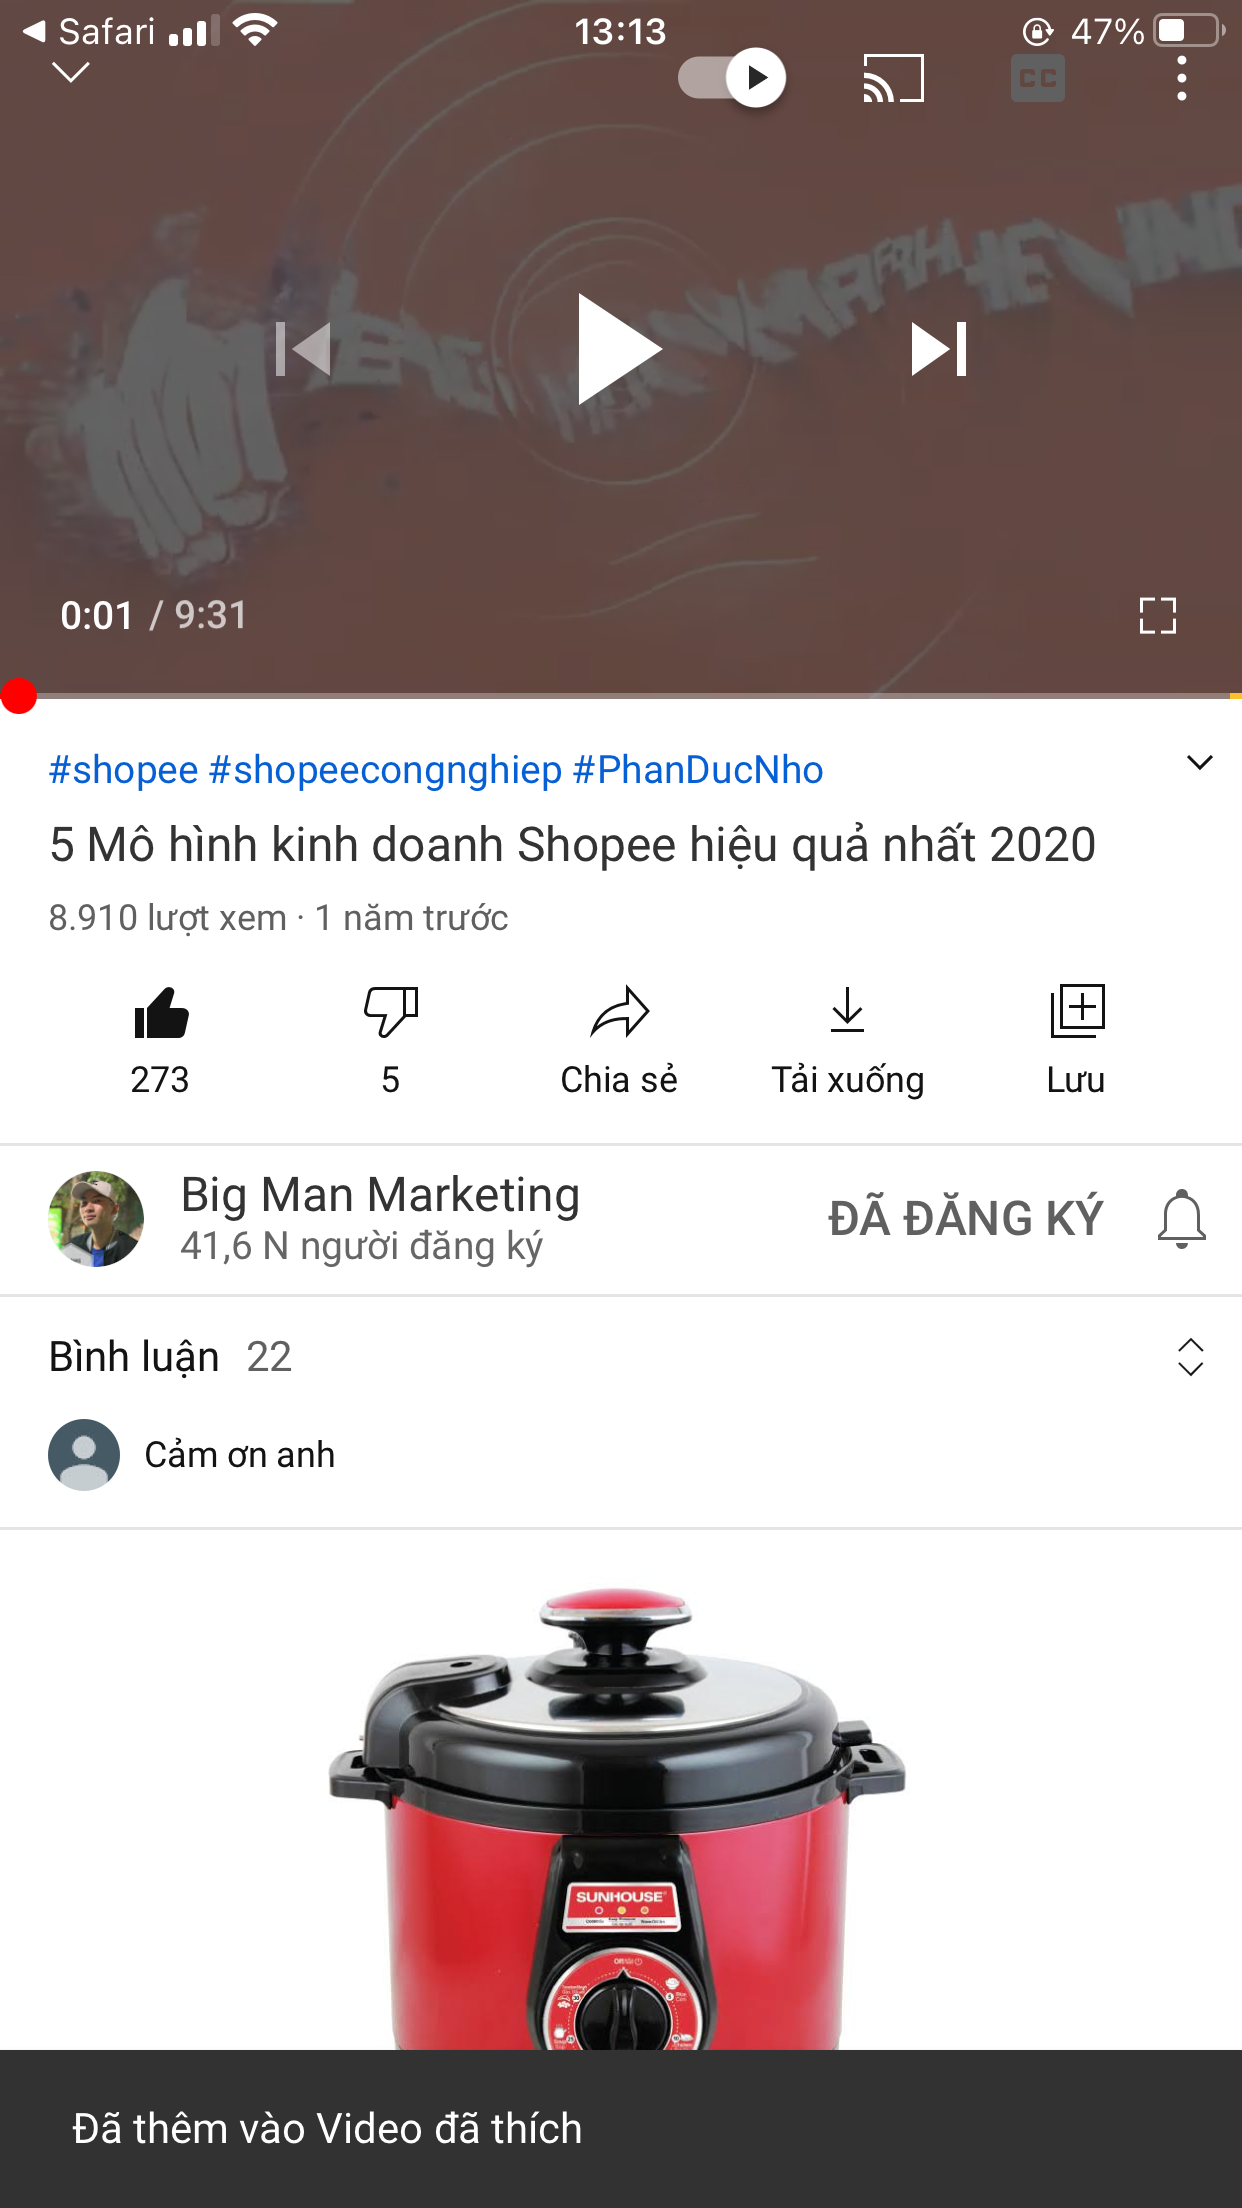 Safari
13:13
47%
CC
0:01 / 9:31
#shopee #shopeecongnghiep #PhanDucNho
5 Mô hình kinh doanh Shopee hiệu quả nhất 2020
8.910 lượt xem · 1 năm trước
273
5
Chia sẻ
Tải xuống
Lưu
Big Man Marketing
41,6 N người đăng ký
ĐÃ ĐĂNG KÝ
Bình luận 22
Cảm ơn anh
SUNHOUSE
Đã thêm vào Video đã thích